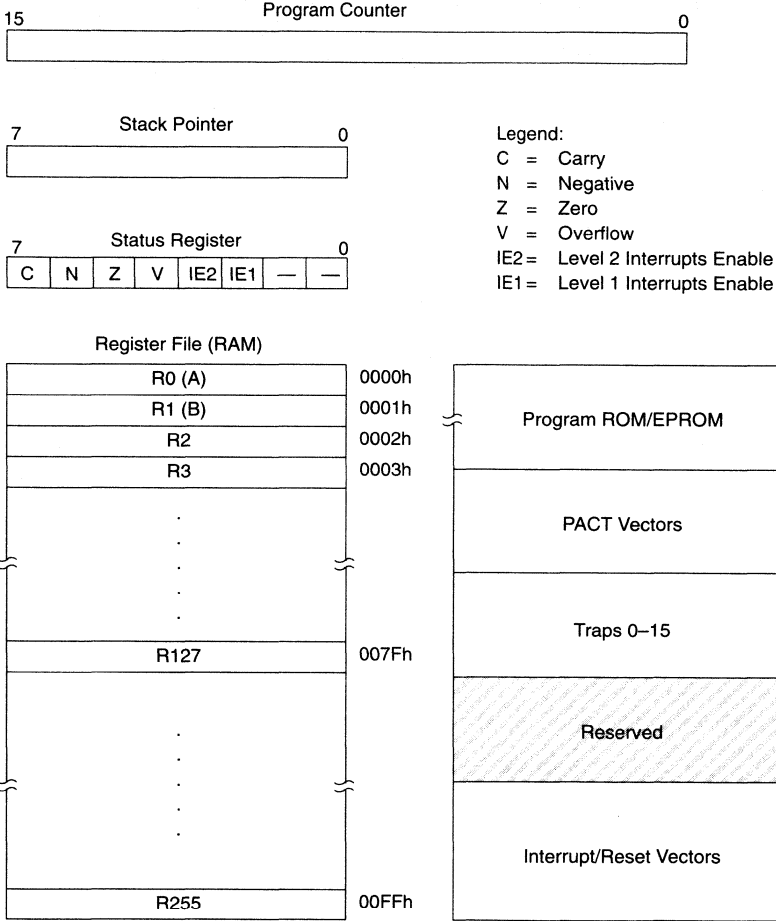 Program Counter
15 0
Stack Pointer
7 0
Legend:
C = Carry
N = Negative
Z = Zero
V = Overflow
IE2 = Level 2 Interrupts Enable
IE1 = Level 1 Interrupts Enable
Status Register
7 0
C N Z V IE2 IE1 — —
Register File (RAM)
R0 (A) 0000h
R1 (B) 0001h
R2 0002h
R3 0003h
R127 007Fh
R255 00FFh
Program ROM/EPROM
PACT Vectors
Traps 0–15
Reserved
Interrupt/Reset Vectors